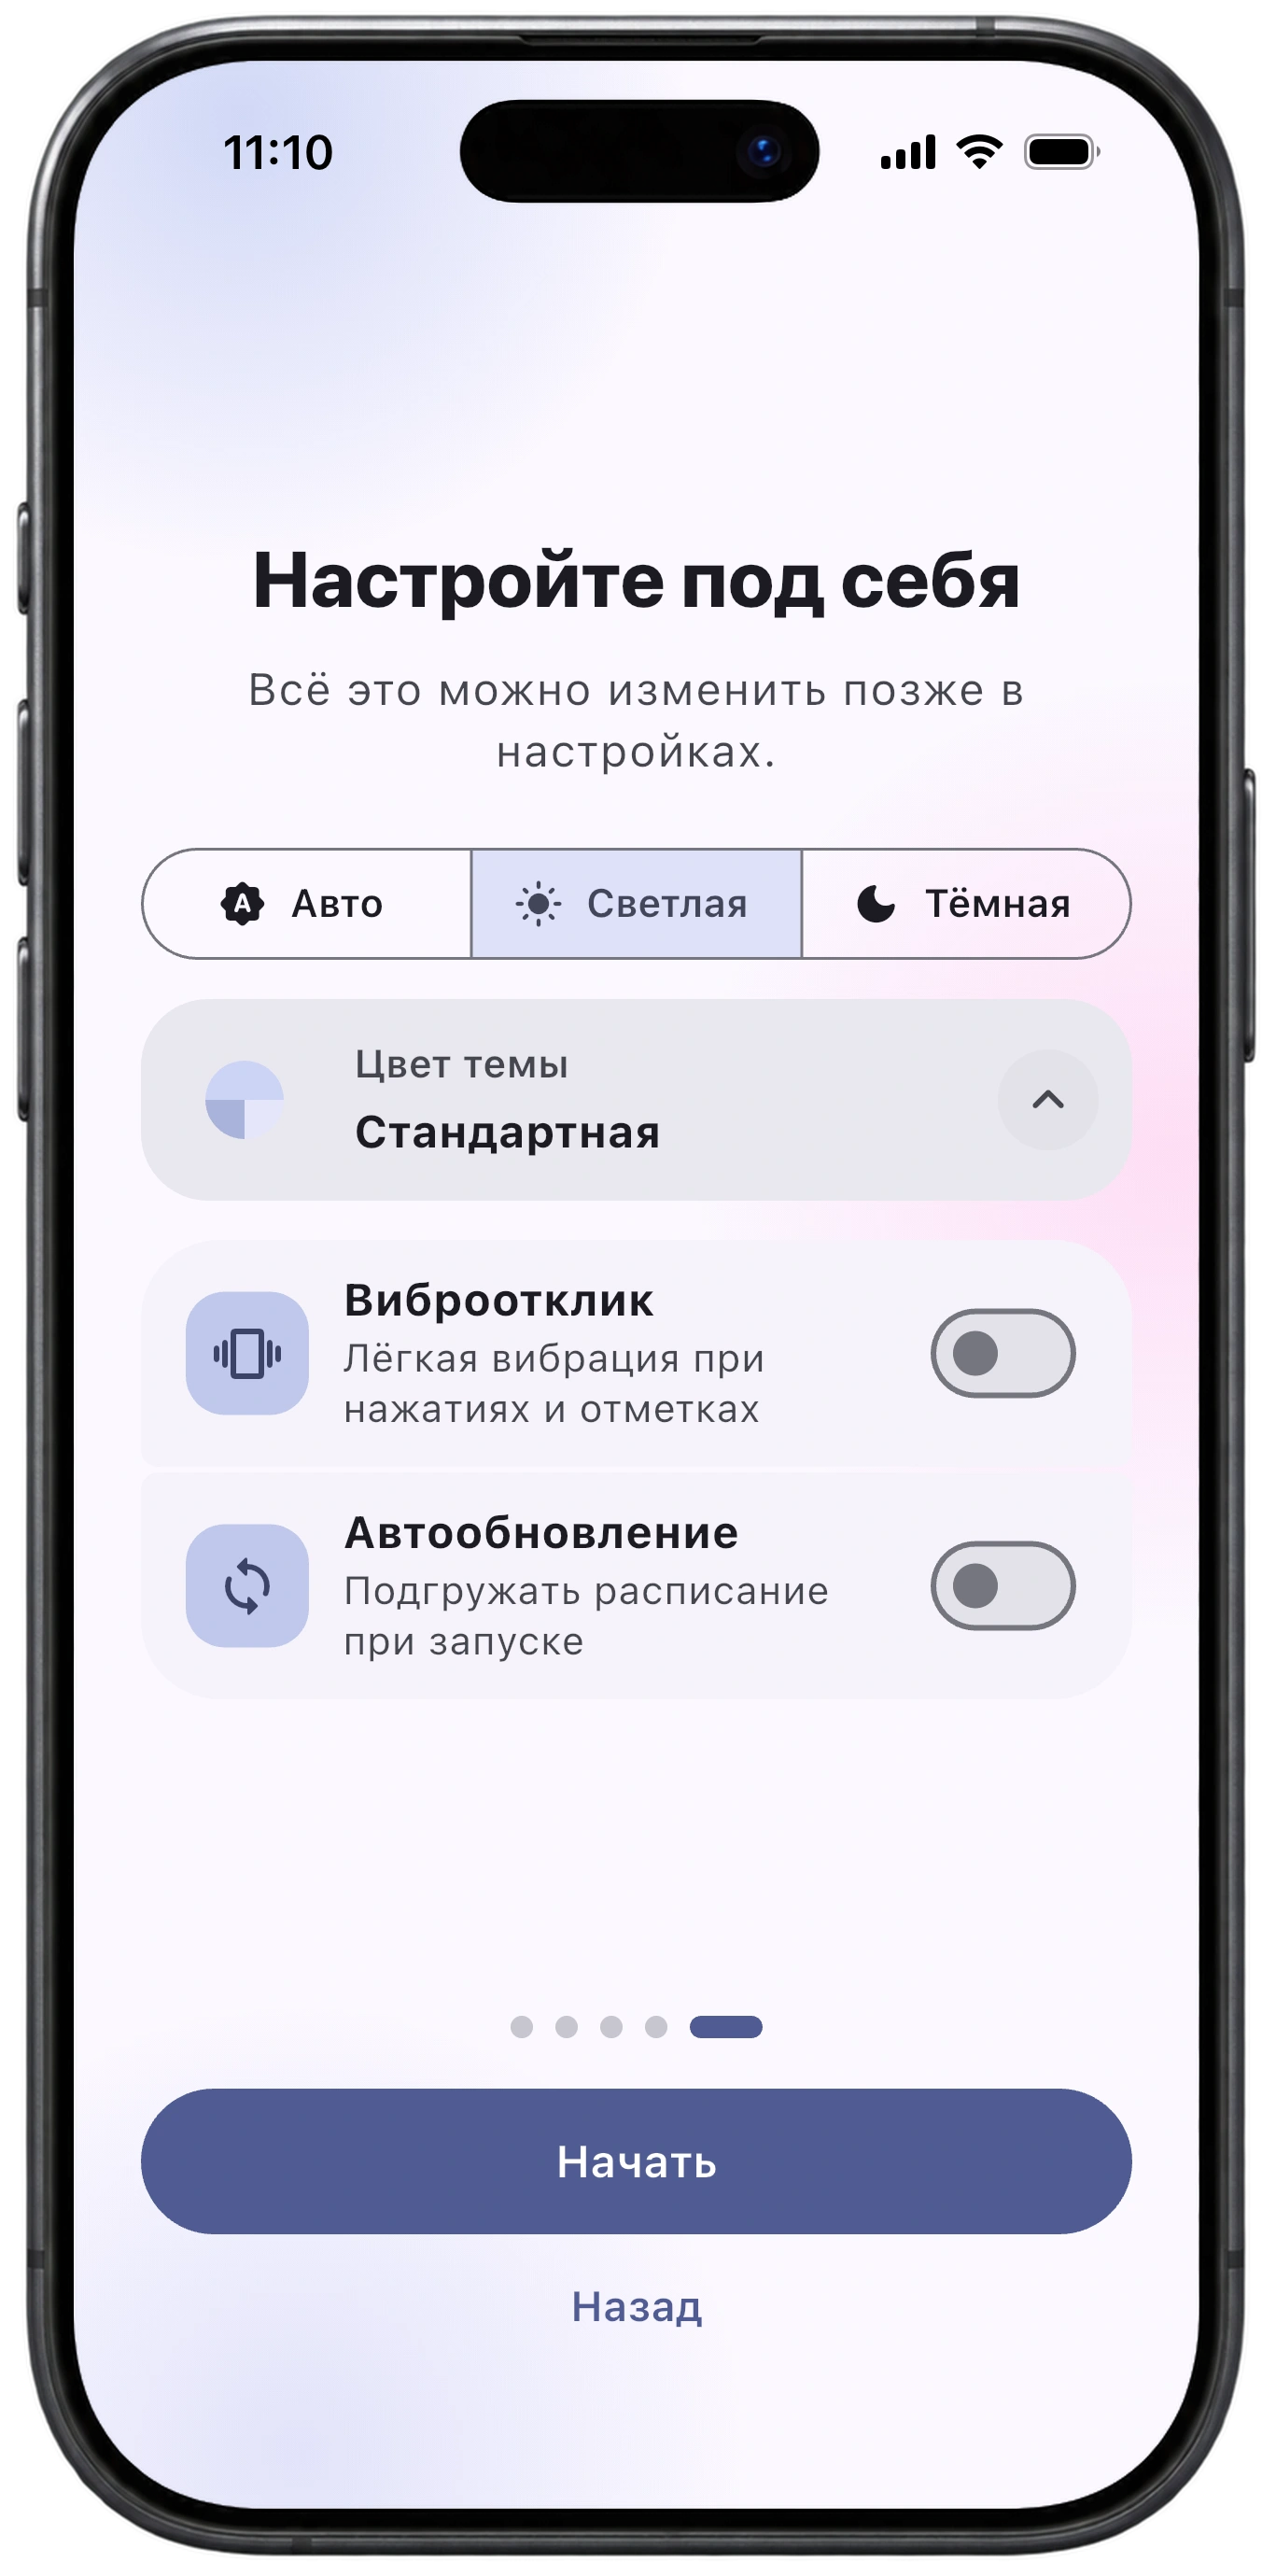 11:10
Настройте под себя
Всё это можно изменить позже в
настройках.
A Авто Светлая Тёмная
Цвет темы
Стандартная
Виброотклик
Лёгкая вибрация при
нажатиях и отметках
Автообновление
Подгружать расписание
при запуске
Начать
Назад